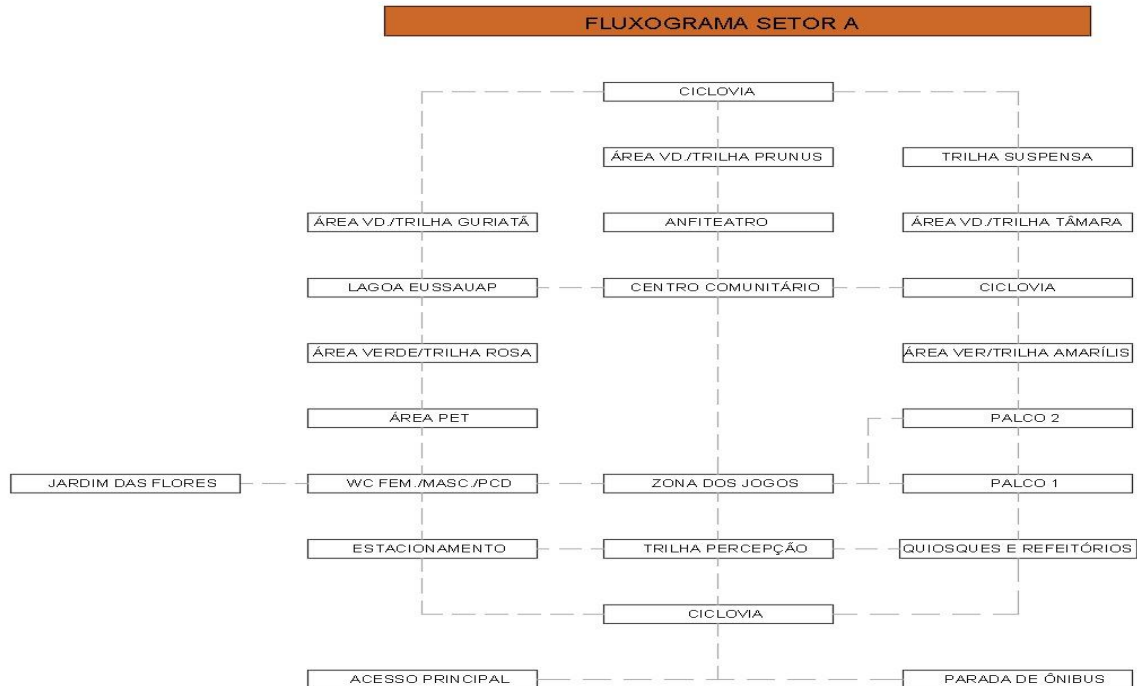 FLUXOGRAMA SETOR A
CICLOVIA
ÁREA VD./TRILHA PRUNUS
TRILHA SUSPENSA
ÁREA VD./TRILHA GURIATÃ
ANFITEATRO
ÁREA VD./TRILHA TÂMARA
LAGOA EUSSAUAP
CENTRO COMUNITÁRIO
CICLOVIA
ÁREA VERDE/TRILHA ROSA
ÁREA VER/TRILHA AMARÍLIS
ÁREA PET
PALCO 2
JARDIM DAS FLORES
WC FEM./MASC./PCD
ZONA DOS JOGOS
PALCO 1
ESTACIONAMENTO
TRILHA PERCEPÇÃO
QUIOSQUES E REFEITÓRIOS
CICLOVIA
ACESSO PRINCIPAL
PARADA DE ÔNIBUS